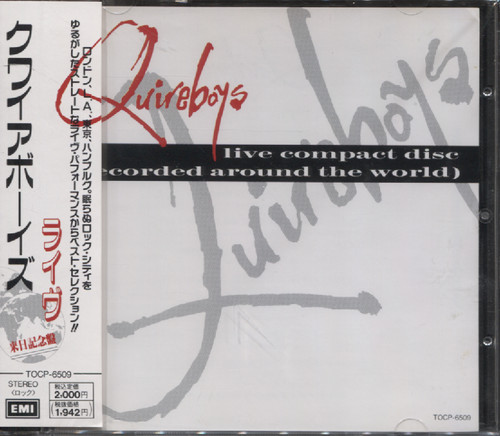 クワイアボーイズ
ライヴ
来日記念盤
ロンドン、L.A.、東京、ハンブルグ。眠らぬロック・シティを
ゆるがしたストレートなライヴ・パフォーマンスからベスト・セレクション!!
TOCP-6509
STEREO
(ロック)
EMI
税込定価
2,000円
税抜価格
1,942円
Quireboys
live compact disc
ecorded around the world)
Quireboys
TOCP-6509